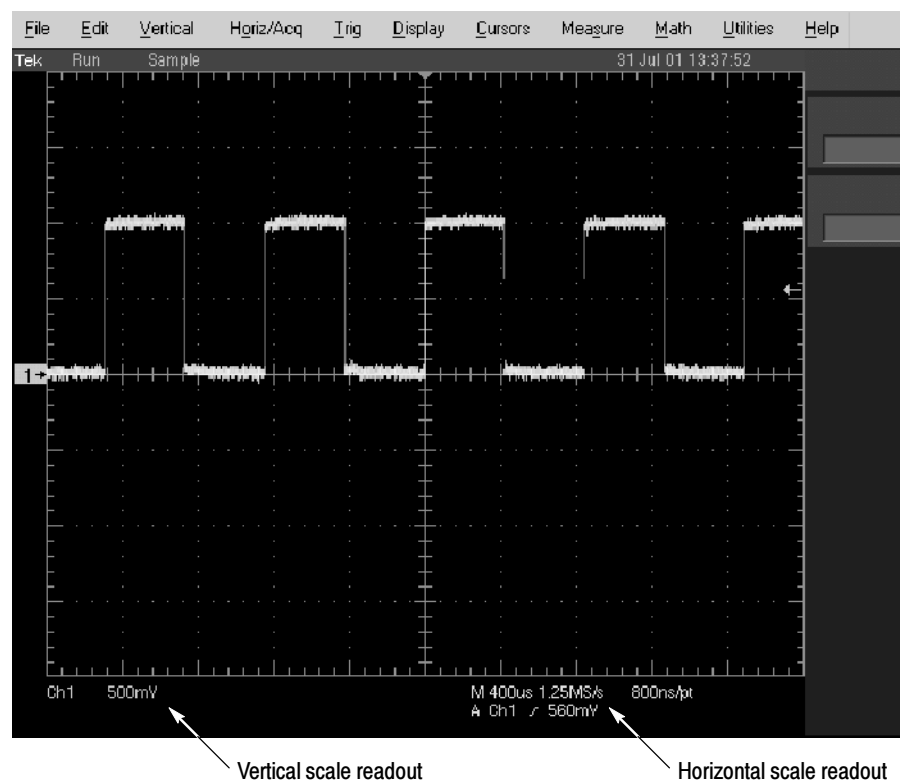 File Edit Vertical Horiz/Acq Trig Display Cursors Measure Math Utilities Help
Tek Run Sample 31 Jul 01 13:37:52
1
Ch1 500mV M 400us 1.25MS/s 800ns/pt
A Ch1 560mV
Vertical scale readout Horizontal scale readout